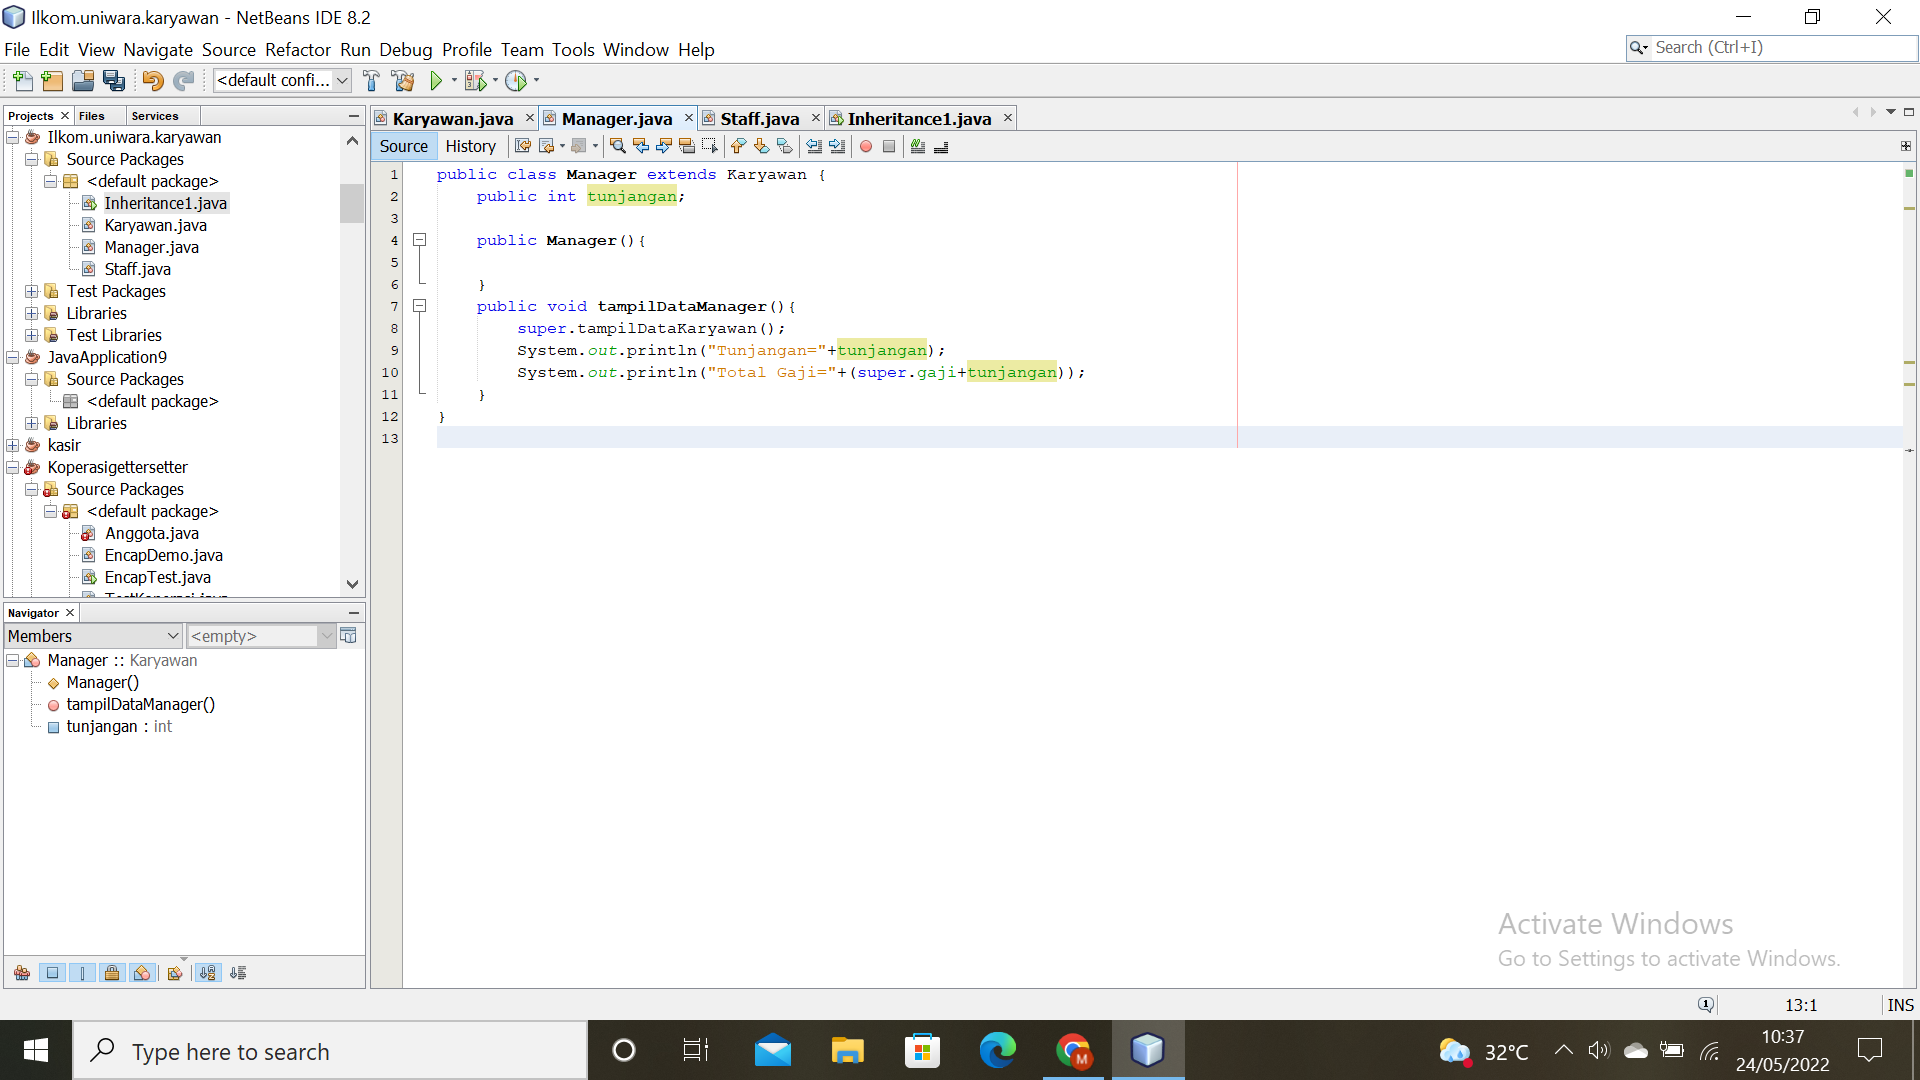 Ilkom.uniwara.karyawan - NetBeans IDE 8.2
File Edit View Navigate Source Refactor Run Debug Profile Team Tools Window Help
Search (Ctrl+I)
<default confi...
Projects Files Services
Ilkom.uniwara.karyawan
Source Packages
<default package>
Inheritance1.java
Karyawan.java
Manager.java
Staff.java
Test Packages
Libraries
Test Libraries
JavaApplication9
Source Packages
<default package>
Libraries
kasir
Koperasigettersetter
Source Packages
<default package>
Anggota.java
EncapDemo.java
EncapTest.java
Navigator
Members <empty>
Manager :: Karyawan
Manager()
tampilDataManager()
tunjangan : int
Karyawan.java Manager.java Staff.java Inheritance1.java
Source History
1 public class Manager extends Karyawan {
2 public int tunjangan;
3
4 public Manager(){
5
6 }
7 public void tampilDataManager(){
8 super.tampilDataKaryawan();
9 System.out.println("Tunjangan="+tunjangan);
10 System.out.println("Total Gaji="+(super.gaji+tunjangan));
11 }
12 }
13
Activate Windows
Go to Settings to activate Windows.
13:1 INS
Type here to search
M
32°C
10:37
24/05/2022